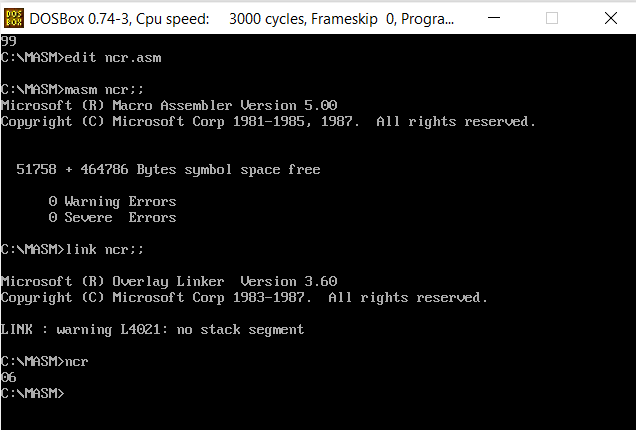 DOS BOX DOSBox 0.74-3, Cpu speed: 3000 cycles, Frameskip 0, Progra...
99
C:\MASM>edit ncr.asm
C:\MASM>masm ncr;;
Microsoft (R) Macro Assembler Version 5.00
Copyright (C) Microsoft Corp 1981-1985, 1987. All rights reserved.
51758 + 464786 Bytes symbol space free
0 Warning Errors
0 Severe Errors
C:\MASM>link ncr;;
Microsoft (R) Overlay Linker Version 3.60
Copyright (C) Microsoft Corp 1983-1987. All rights reserved.
LINK : warning L4021: no stack segment
C:\MASM>ncr
06
C:\MASM>